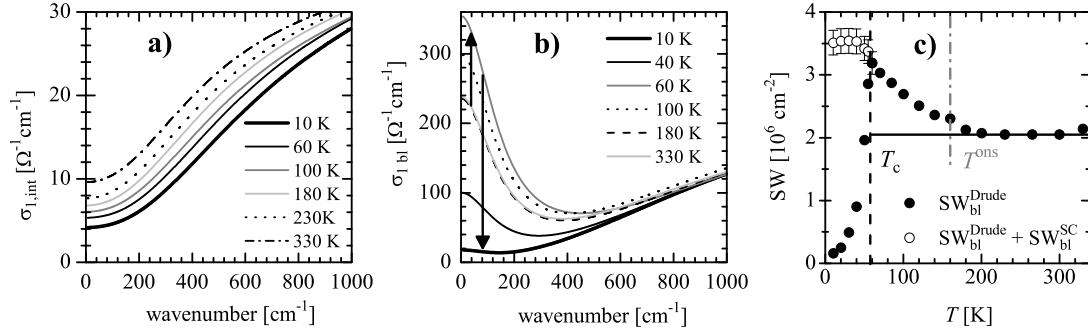 30
20
10
0
σ1,int [Ω-1cm-1]
a)
10 K
60 K
100 K
180 K
230K
330 K
0 200 400 600 800 1000
wavenumber [cm-1]
300
200
100
0
σ1 bl [Ω-1cm-1]
b)
10 K
40 K
60 K
100 K
180 K
330 K
0 200 400 600 800 1000
wavenumber [cm-1]
4
3
2
1
0
SW [10^6 cm-2]
c)
Tc
Tons
SWblDrude
SWblDrude + SWblSC
0 100 200 300
T [K]